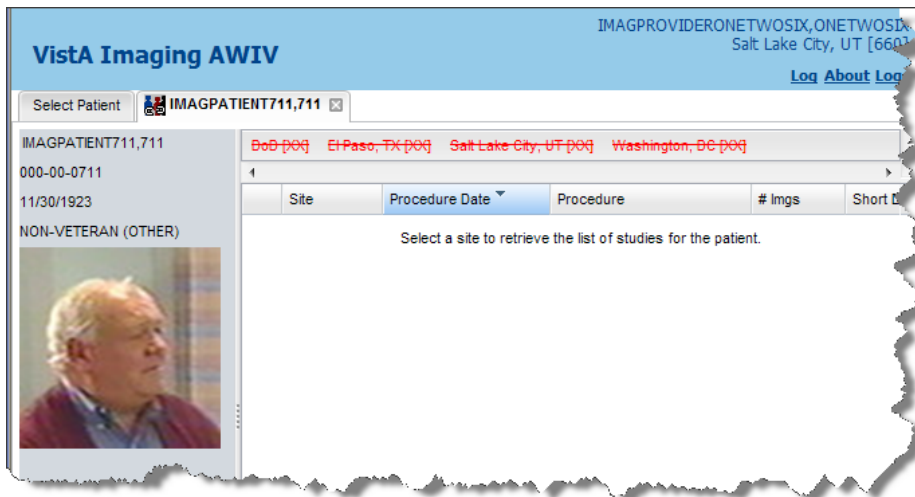 IMAGPROVIDERONETWOSIX,ONETWOSIX
VistA Imaging AWIV
Salt Lake City, UT [660]
Log About Log
Select Patient
IMAGPATIENT711,711
IMAGPATIENT711,711
DoD [XX] El Paso, TX [XX] Salt Lake City, UT [XX] Washington, DC [XX]
000-00-0711
11/30/1923
Site Procedure Date Procedure # Imgs Short
NON-VETERAN (OTHER)
Select a site to retrieve the list of studies for the patient.